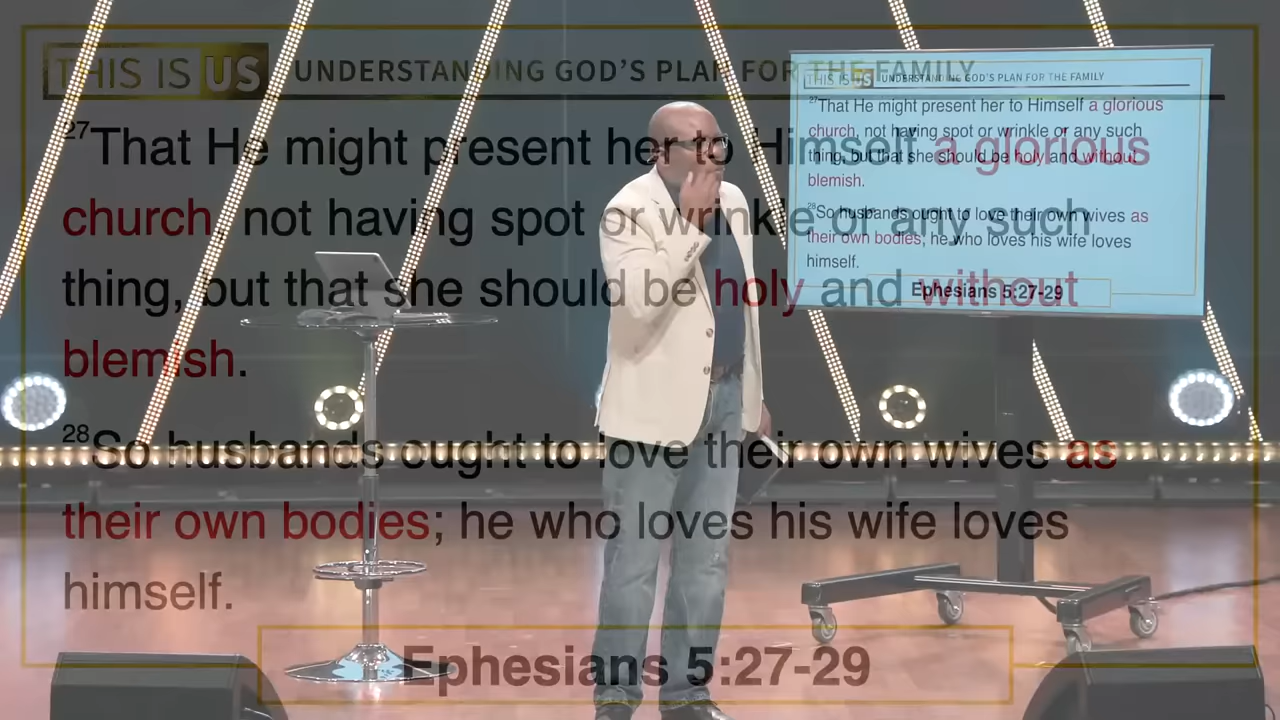 THIS IS US UNDERSTANDING GOD'S PLAN FOR THE FAMILY
27That He might present her to Himself a glorious
church, not having spot or wrinkle or any such
thing, but that she should be holy and without
blemish.
28So husbands ought to love their own wives as
their own bodies; he who loves his wife loves
himself.
Ephesians 5:27-29
THIS IS US UNDERSTANDING GOD'S PLAN FOR THE FAMILY
27That He might present her to Himself a glorious
church, not having spot or wrinkle or any such
thing, but that she should be holy and without
blemish.
28So husbands ought to love their own wives as
their own bodies; he who loves his wife loves
himself.
Ephesians 5:27-29